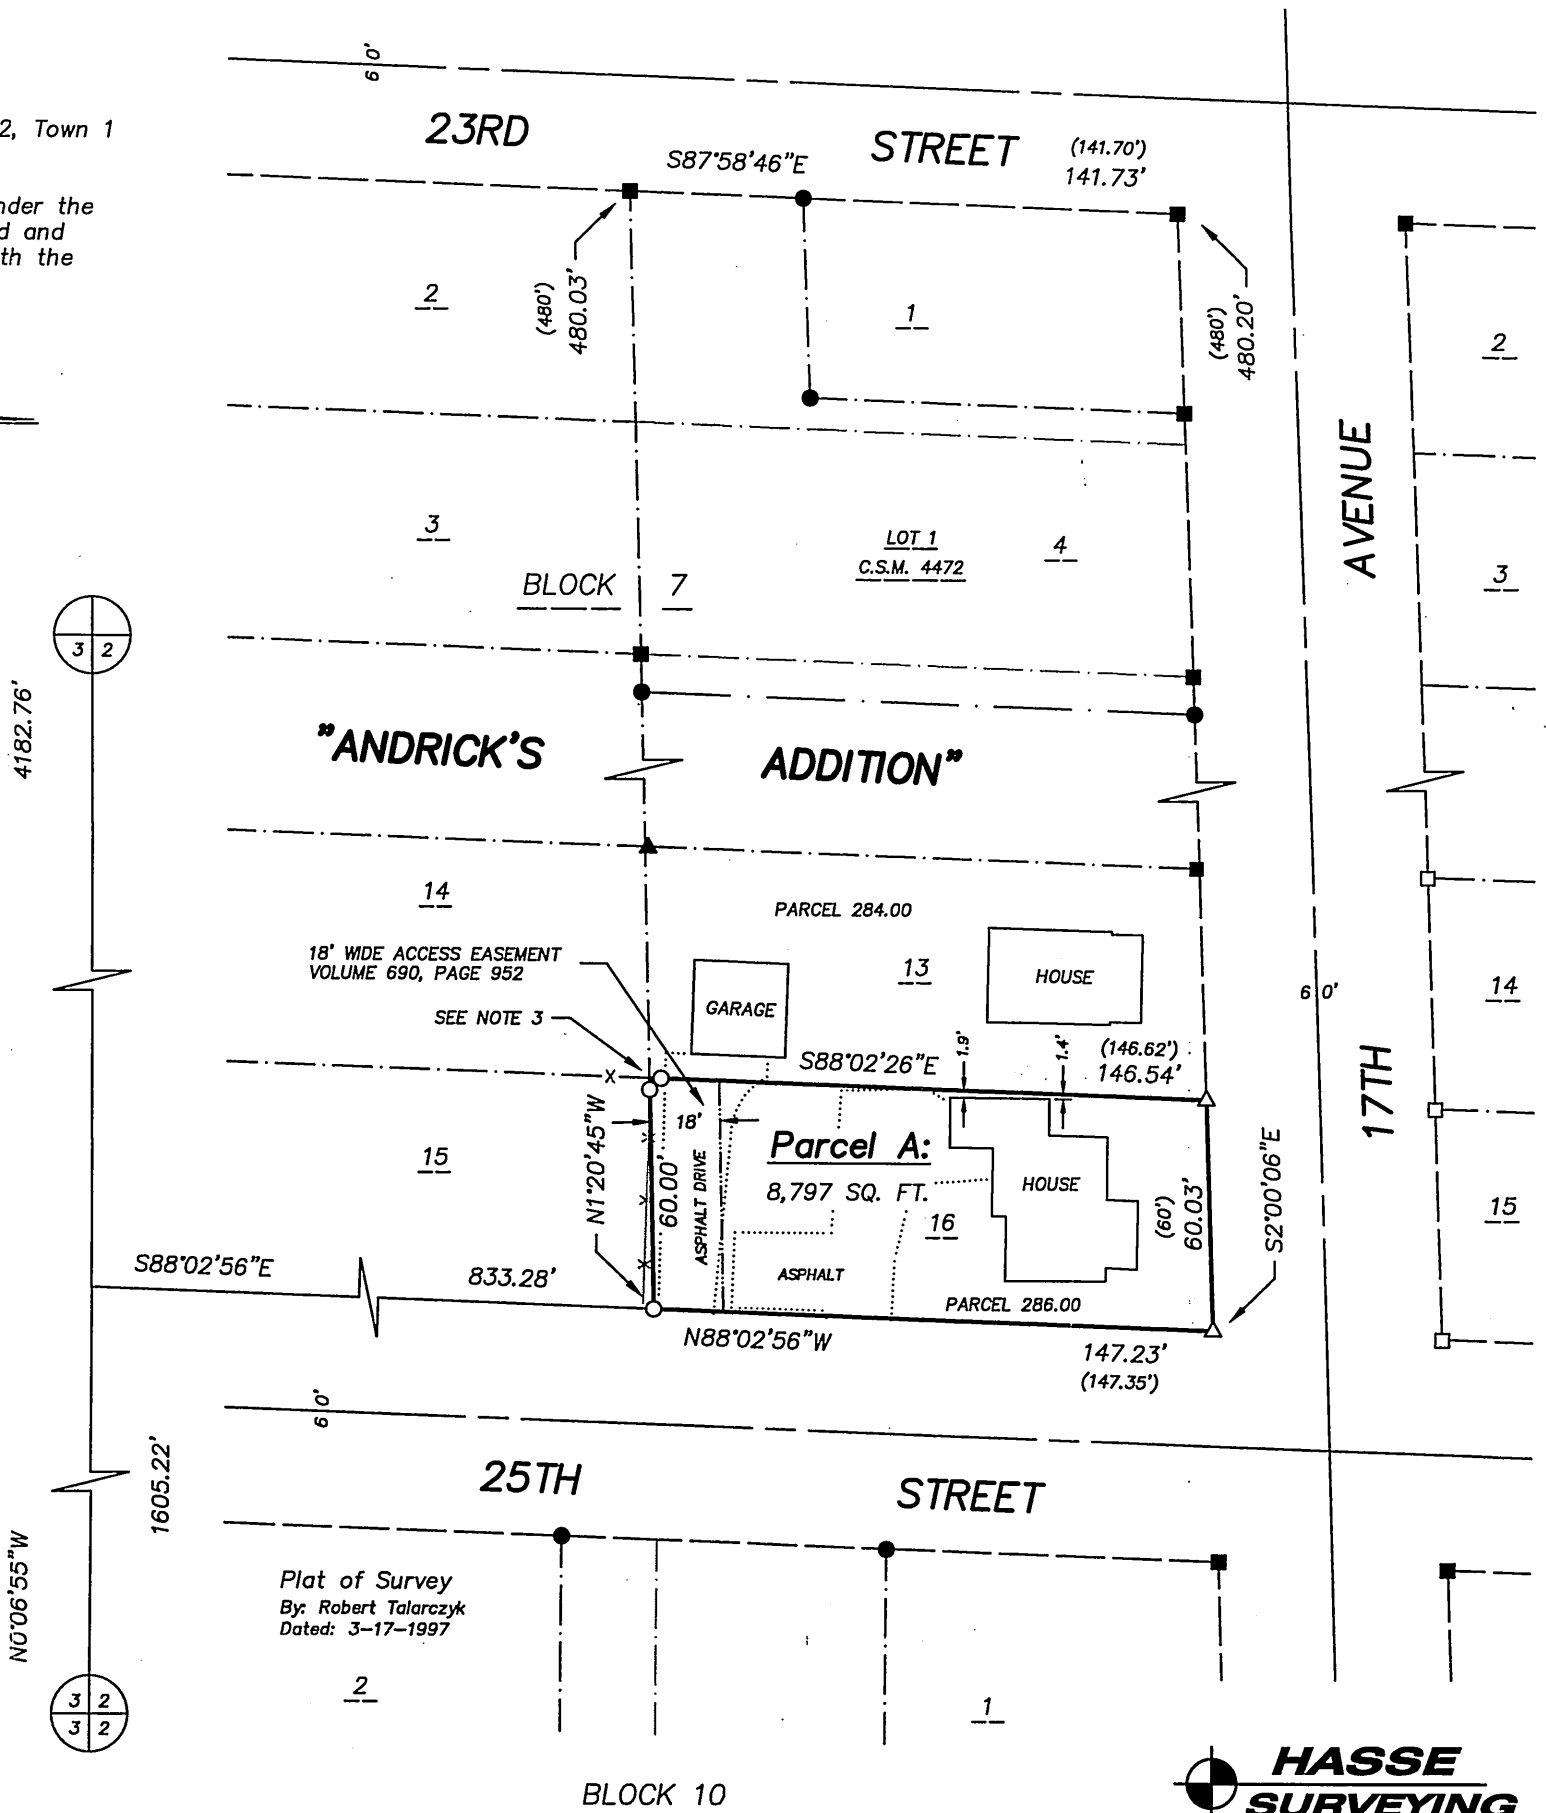 2, Town 1
nder the
d and
th the
6 0'
23RD STREET
S87°58'46"E
(141.70')
141.73'
(480')
480.03'
(480')
480.20'
2
1
2
3
LOT 1
C.S.M. 4472
4
3
BLOCK 7
AVENUE
3 2
4182.76'
"ANDRICK'S ADDITION"
14
PARCEL 284.00
18' WIDE ACCESS EASEMENT
VOLUME 690, PAGE 952
13
HOUSE
GARAGE
6 0'
14
SEE NOTE 3
S88°02'26"E
1.9'
1.4'
(146.62')
146.54'
17TH
N1°20'45"W
60.00'
18'
ASPHALT DRIVE
Parcel A:
8,797 SQ. FT.
HOUSE
15
16
(60')
60.03'
S2°00'06"E
15
ASPHALT
PARCEL 286.00
S88°02'56"E
833.28'
N88°02'56"W
147.23'
(147.35')
6 0'
1605.22'
25TH STREET
N0°06'55"W
Plat of Survey
By: Robert Talarczyk
Dated: 3-17-1997
2
1
3 2
3 2
BLOCK 10
HASSE
SURVEYING